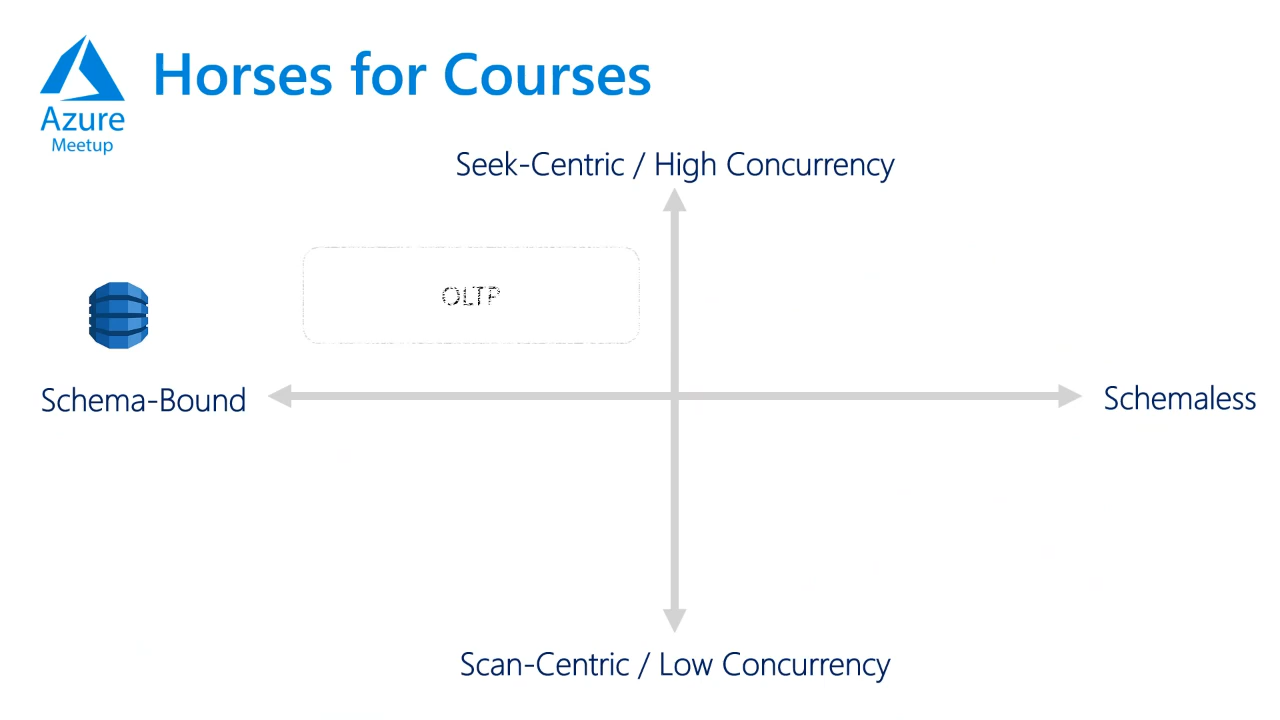 Horses for Courses
Azure
Meetup
Seek-Centric / High Concurrency
OLTP
Schema-Bound
Schemaless
Scan-Centric / Low Concurrency